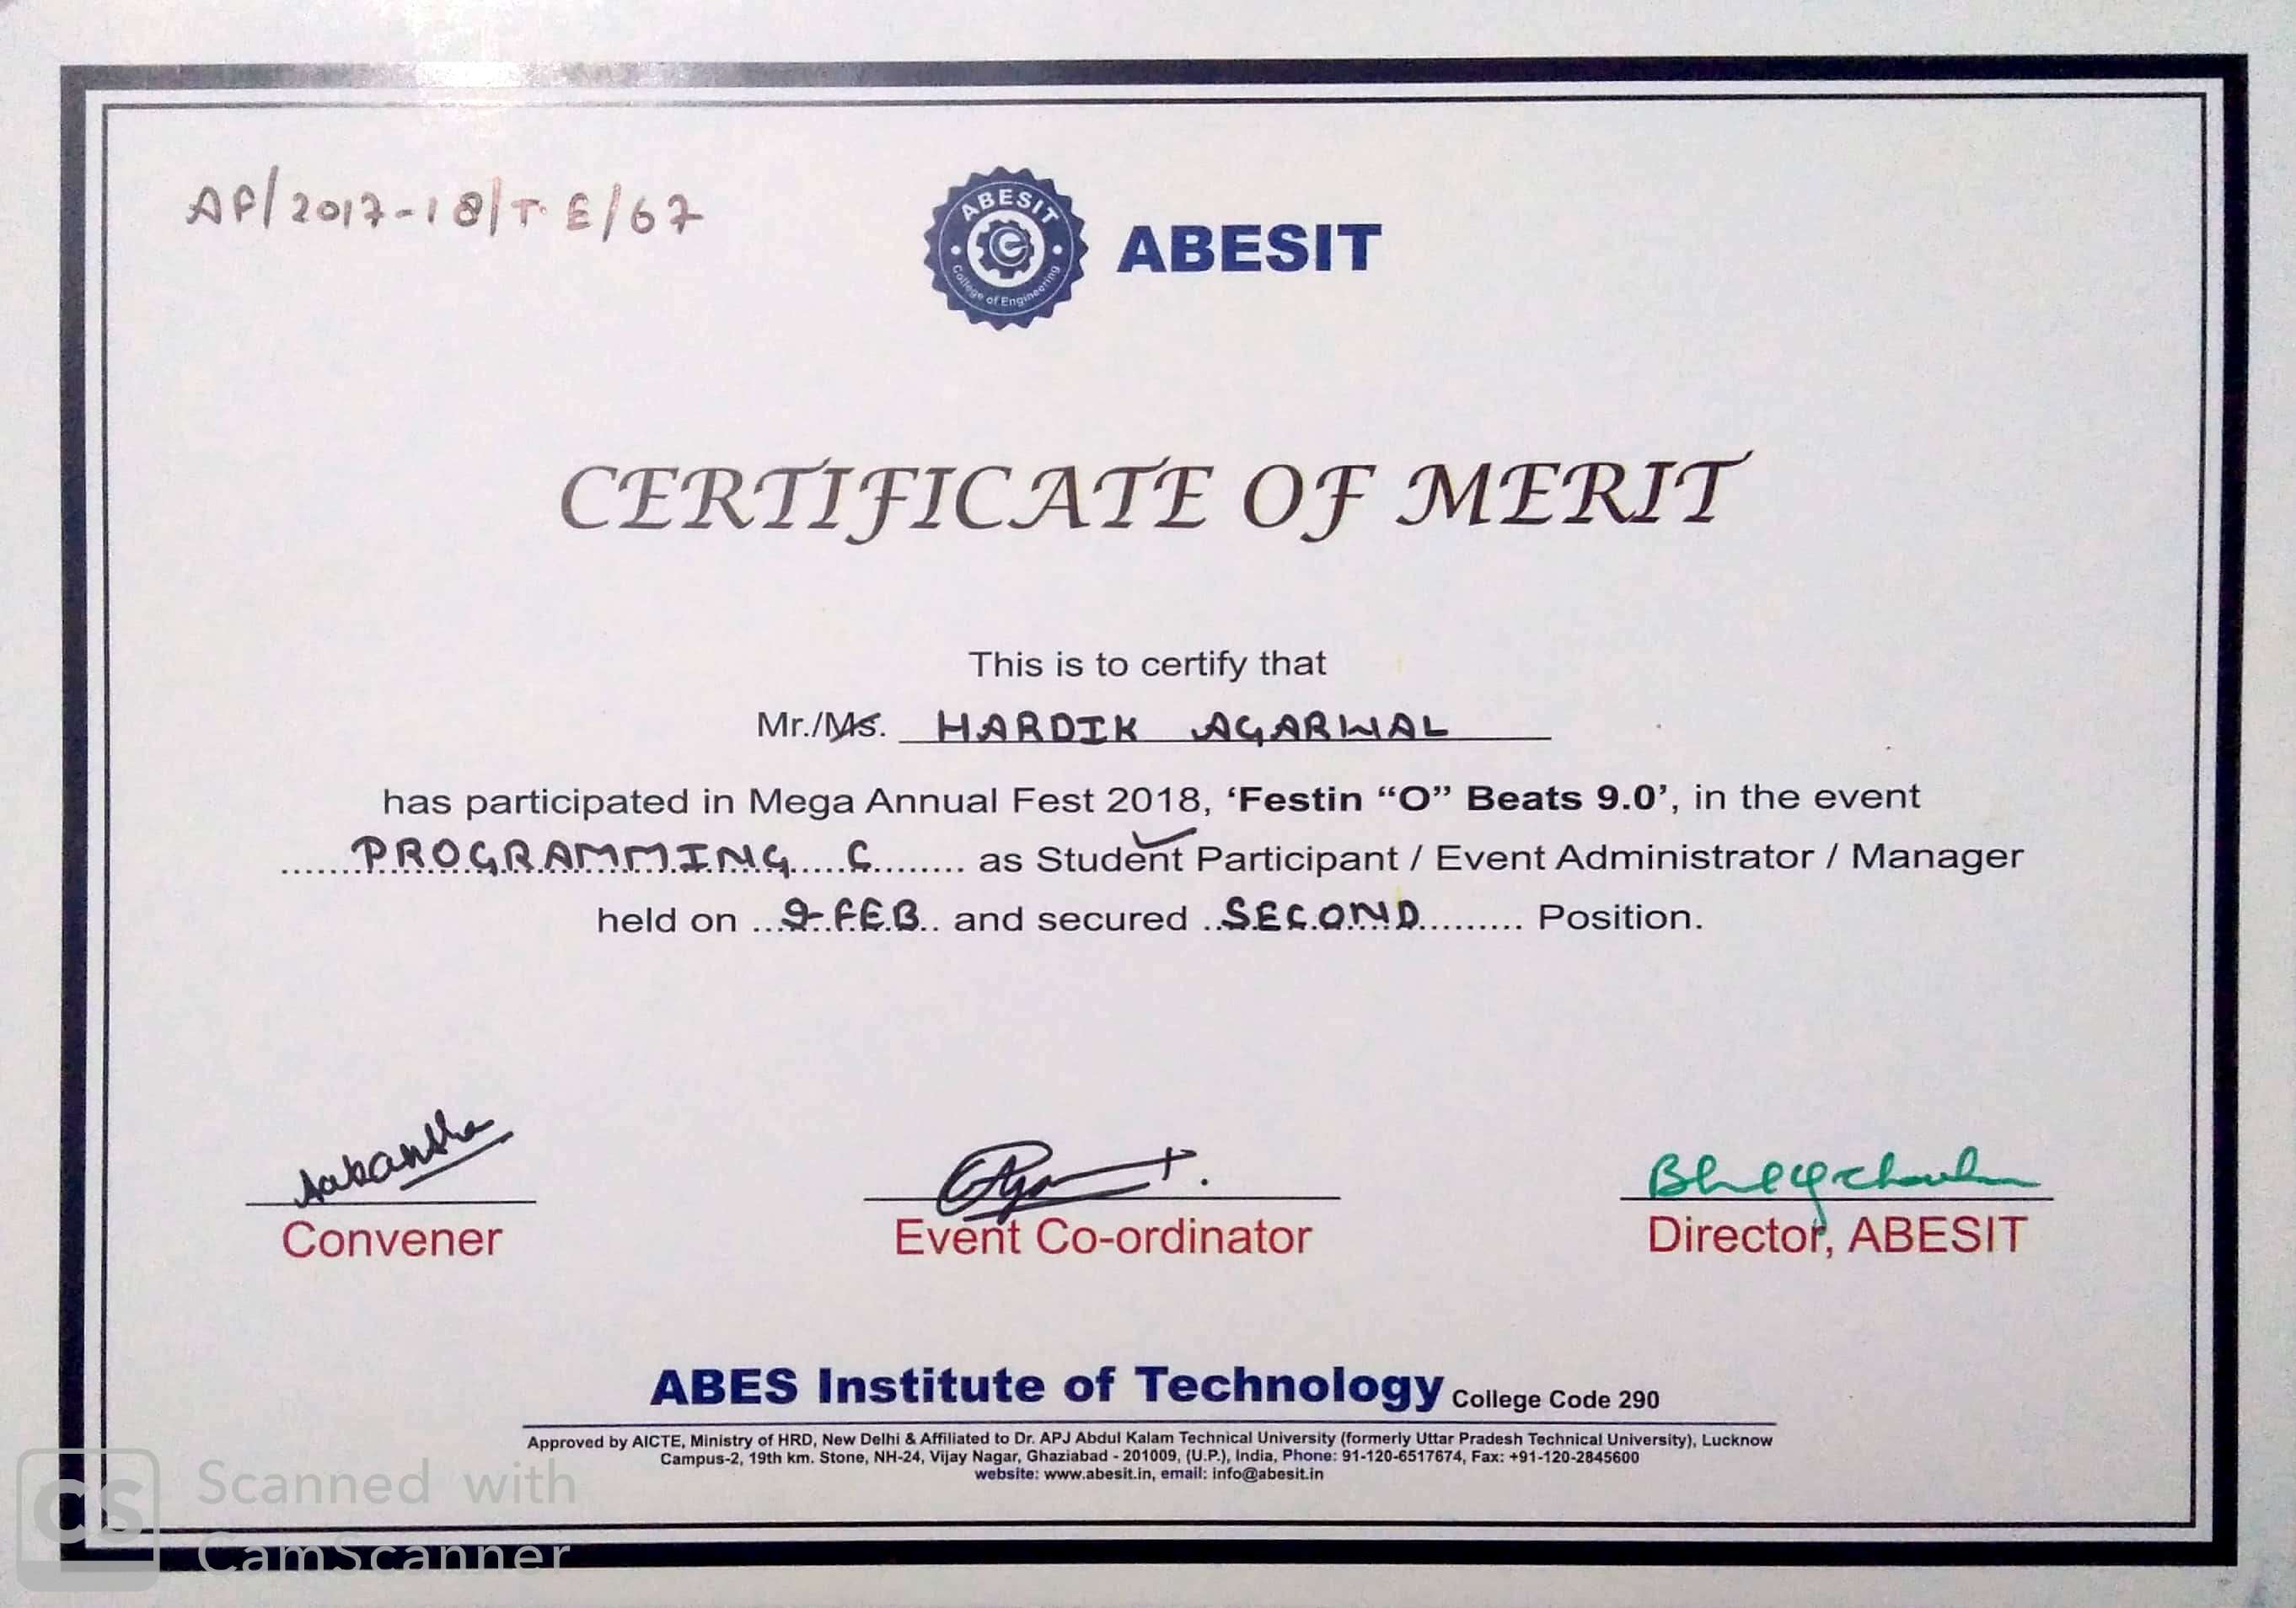 AF/2017-18/T.E/67
ABESIT
College of Engineering
ABESIT
CERTIFICATE OF MERIT
This is to certify that
Mr./Ms. HARDIK AGARWAL
has participated in Mega Annual Fest 2018, ‘Festin “O” Beats 9.0’, in the event
......PROGRAMMING.....C......... as Student Participant / Event Administrator / Manager
held on ...9-FEB.. and secured ..SECOND......... Position.
Convener
Event Co-ordinator
Director, ABESIT
ABES Institute of Technology College Code 290
Approved by AICTE, Ministry of HRD, New Delhi & Affiliated to Dr. APJ Abdul Kalam Technical University (formerly Uttar Pradesh Technical University), Lucknow
Campus-2, 19th km. Stone, NH-24, Vijay Nagar, Ghaziabad - 201009, (U.P.), India, Phone: 91-120-6517674, Fax: +91-120-2845600
website: www.abesit.in, email: info@abesit.in
CS
Scanned with
CamScanner